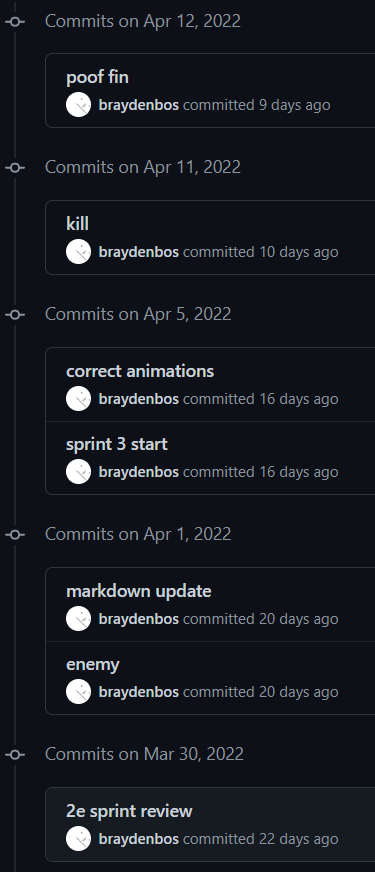 Commits on Apr 12, 2022
poof fin
braydenbos committed 9 days ago
Commits on Apr 11, 2022
kill
braydenbos committed 10 days ago
Commits on Apr 5, 2022
correct animations
braydenbos committed 16 days ago
sprint 3 start
braydenbos committed 16 days ago
Commits on Apr 1, 2022
markdown update
braydenbos committed 20 days ago
enemy
braydenbos committed 20 days ago
Commits on Mar 30, 2022
2e sprint review
braydenbos committed 22 days ago